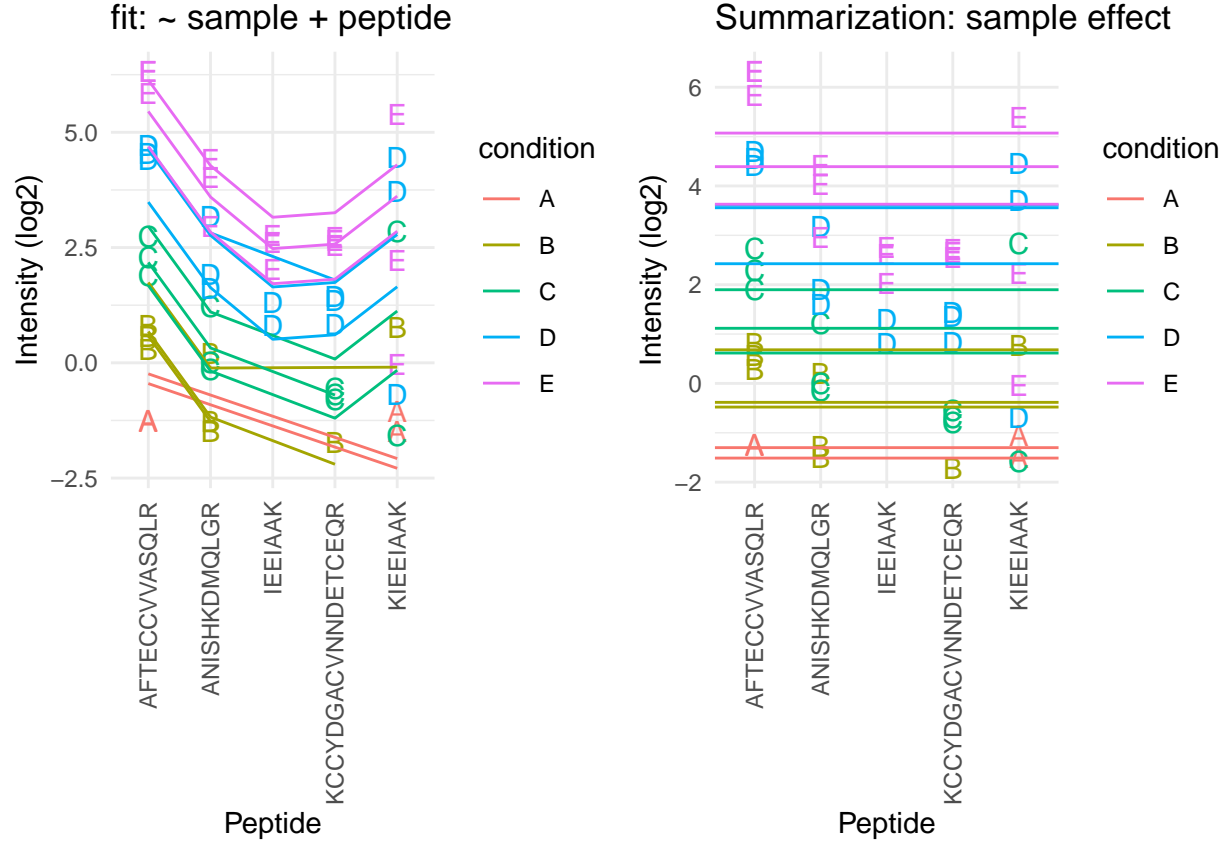 fit: ~ sample + peptide
Intensity (log2)
5.0
2.5
0.0
−2.5
E
E
D
D
D
C
C
C
B
B
B
A
E
E
E
D
D
D
C
C
C
B
B
B
E
E
E
D
D
E
E
E
D
D
D
C
C
C
B
E
D
D
C
E
B
E
D
A
A
C
AFTECCVVASQLR
ANISHKDMQLGR
IEEIAAK
KCCYDGACVNNDETCEQR
KIEEIAAK
Peptide
condition
A
B
C
D
E
Summarization: sample effect
Intensity (log2)
6
4
2
0
−2
E
E
D
D
D
C
C
C
B
B
B
A
E
E
E
D
D
D
C
C
C
B
B
B
E
E
E
D
D
E
E
E
D
D
D
C
C
C
B
E
D
D
C
E
B
E
D
A
A
C
AFTECCVVASQLR
ANISHKDMQLGR
IEEIAAK
KCCYDGACVNNDETCEQR
KIEEIAAK
Peptide
condition
A
B
C
D
E